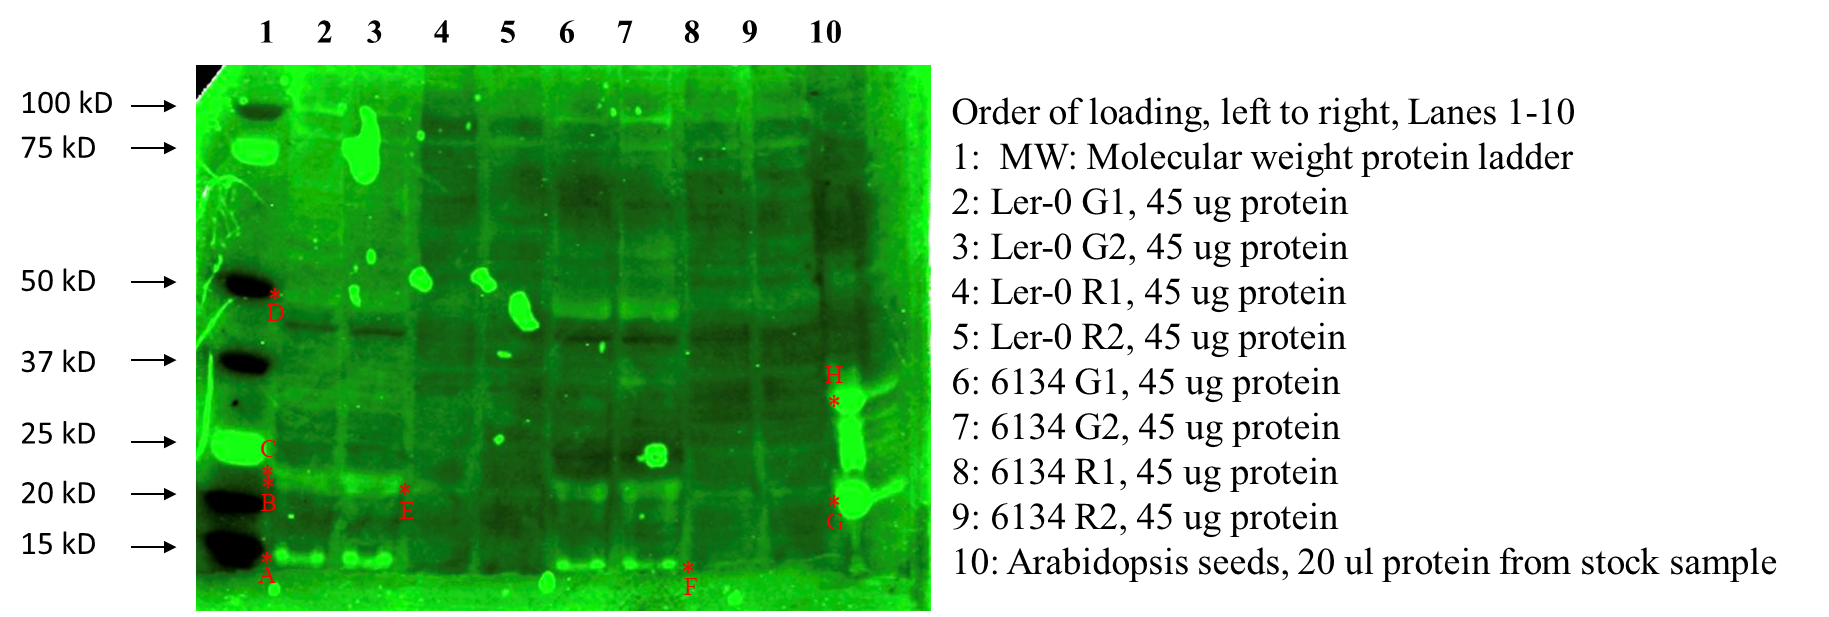 1 2 3 4 5 6 7 8 9 10
100 kD
75 kD
50 kD
37 kD
25 kD
20 kD
15 kD
* D
H *
C *
* B
* E
* G
* A
* F
Order of loading, left to right, Lanes 1-10
1: MW: Molecular weight protein ladder
2: Ler-0 G1, 45 ug protein
3: Ler-0 G2, 45 ug protein
4: Ler-0 R1, 45 ug protein
5: Ler-0 R2, 45 ug protein
6: 6134 G1, 45 ug protein
7: 6134 G2, 45 ug protein
8: 6134 R1, 45 ug protein
9: 6134 R2, 45 ug protein
10: Arabidopsis seeds, 20 ul protein from stock sample